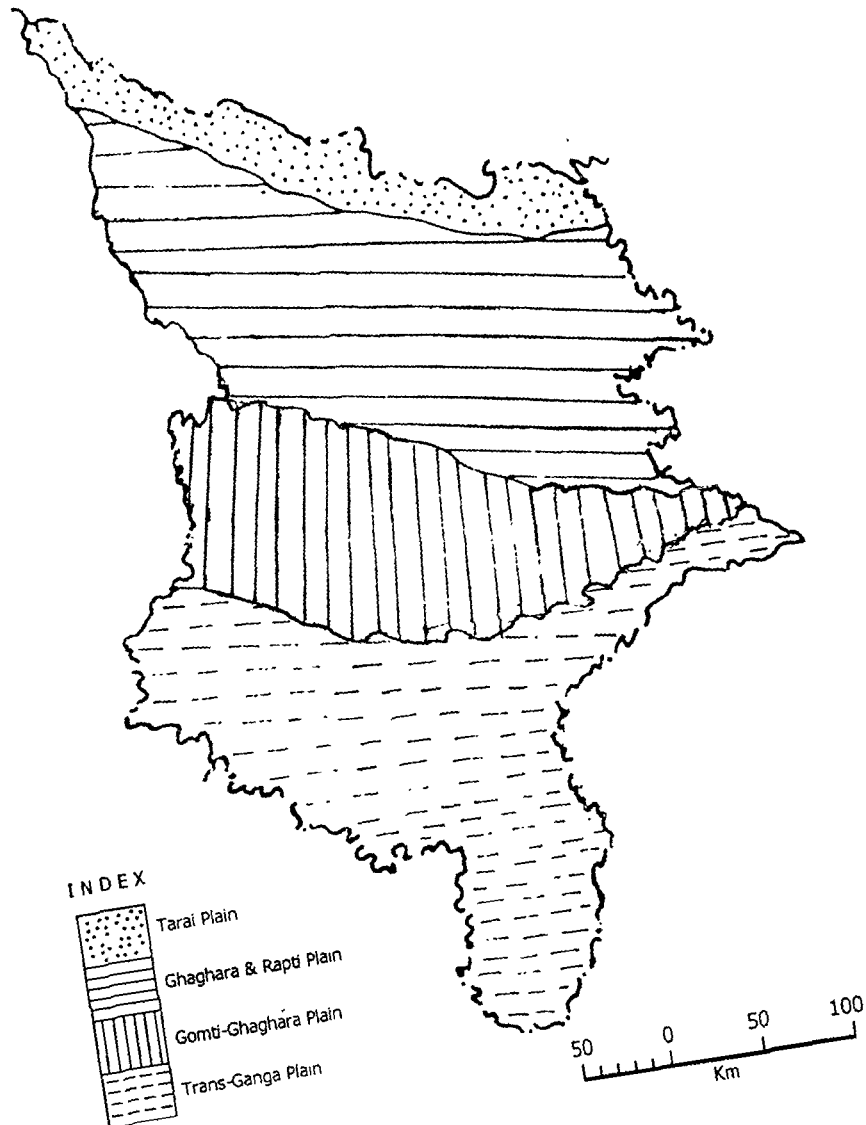 INDEX
Tarai Plain
Ghaghara & Rapti Plain
Gomti-Ghaghara Plain
Trans-Ganga Plain
50 0 50 100
Km